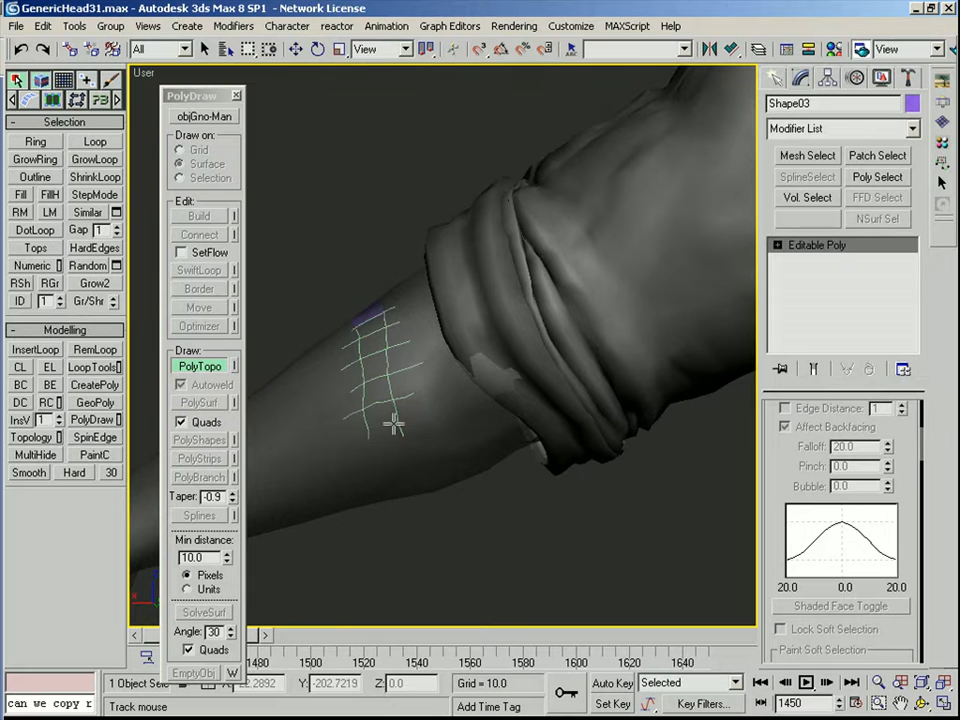 GenericHead31.max - Autodesk 3ds Max 8 SP1 - Network License
File Edit Tools Group Create Modifiers Character reactor Animation Graph Editors Rendering Customize MAXScript Help
All View View
User
PolyDraw
objGno-Man
Draw on:
Grid
Surface
Selection
Edit:
Build
Connect
SetFlow
SwiftLoop
Border
Move
Optimizer
Draw:
PolyTopo
Autoweld
PolySurf
Quads
PolyShapes
PolyStrips
PolyBranch
Taper: -0.9
Splines
Min distance:
10.0
Pixels
Units
SolveSurf
Angle: 30
Quads
EmptyObj W
Selection
Ring Loop
GrowRing GrowLoop
Outline ShrinkLoop
Fill FillH StepMode
RM LM Similar
DotLoop Gap 1
Tops HardEdges
Numeric Random
RSh RGr Grow2
ID 1 Gr/Shr
Modelling
InsertLoop RemLoop
CL EL LoopTools
BC BE CreatePoly
DC RC GeoPoly
InsV 1 PolyDraw
Topology SpinEdge
MultiHide PaintC
Smooth Hard 30
Shape03
Modifier List
Mesh Select Patch Select
SplineSelect Poly Select
Vol. Select FFD Select
NSurf Sel
Editable Poly
Edge Distance: 1
Affect Backfacing
Falloff: 20.0
Pinch: 0.0
Bubble: 0.0
20.0 0.0 20.0
Shaded Face Toggle
Lock Soft Selection
Paint Soft Selection
1480 1500 1520 1540 1560 1580 1600 1620 1640
1 Object Sele Y: -202.7219 Z: 0.0 Grid = 10.0 Auto Key Selected
can we copy r Track mouse Add Time Tag Set Key Key Filters... 1450